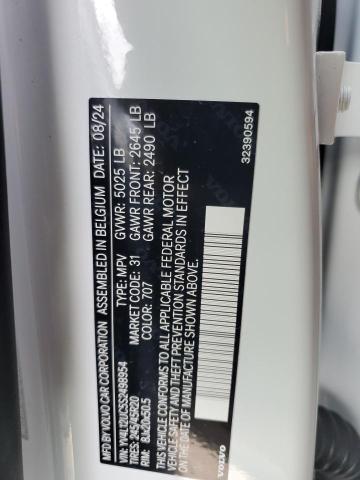 MFD BY: VOLVO CAR CORPORATION ASSEMBLED IN BELGIUM DATE: 08/24
VIN: YV4L12UC5S2498954 TYPE: MPV GVWR: 5025 LB
TIRES: 245/45R20 MARKET CODE: 31 GAWR FRONT: 2645 LB
RIM: 8Jx20x50.5 COLOR: 707 GAWR REAR: 2490 LB
THIS VEHICLE CONFORMS TO ALL APPLICABLE FEDERAL MOTOR
VEHICLE SAFETY AND THEFT PREVENTION STANDARDS IN EFFECT
ON THE DATE OF MANUFACTURE SHOWN ABOVE.
VOLVO 32390594